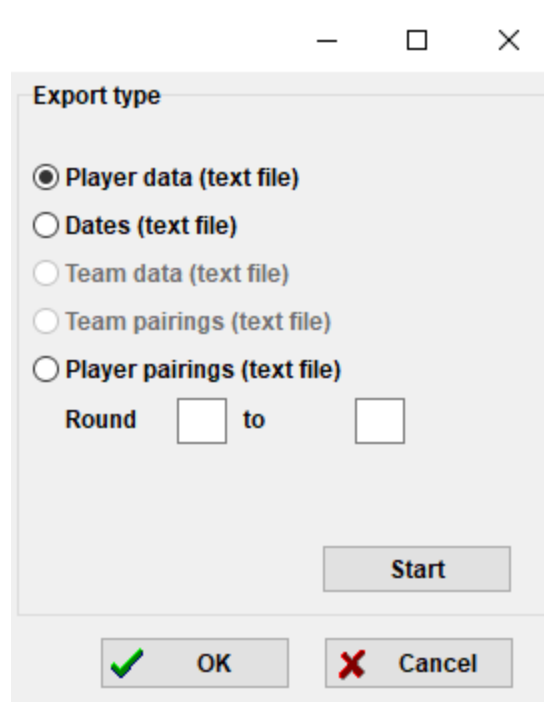 Export type
Player data (text file)
Dates (text file)
Team data (text file)
Team pairings (text file)
Player pairings (text file)
Round to
Start
OK Cancel